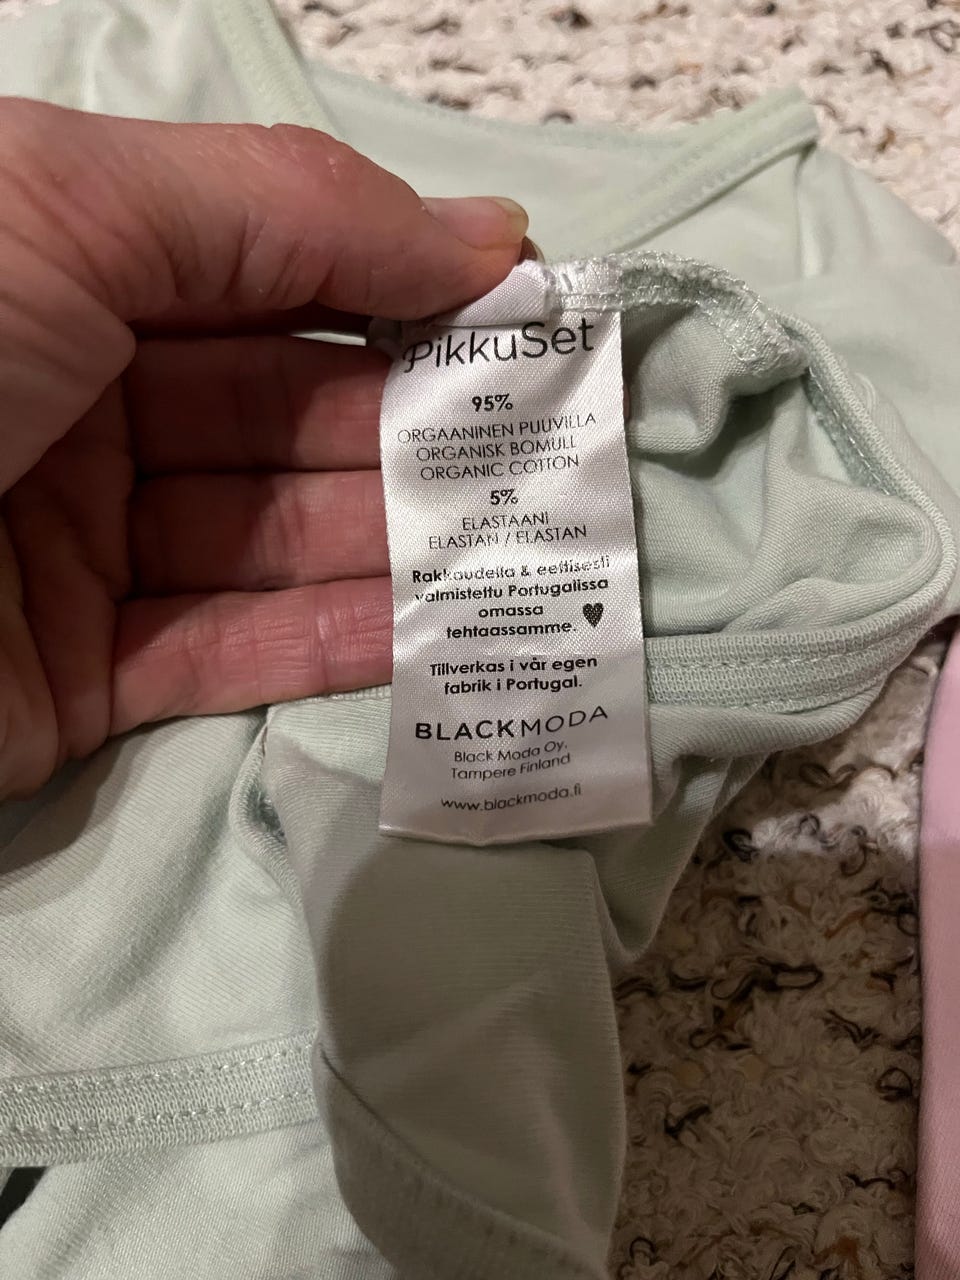 PikkuSet
95%
ORGAANINEN PUUVILLA
ORGANISK BOMULL
ORGANIC COTTON
5%
ELASTAANI
ELASTAN / ELASTAN
Rakkaudella & eettisesti
valmistettu Portugalissa
omassa
tehtaassamme. ♥
Tillverkas i vår egen
fabrik i Portugal.
BLACKMODA
Black Moda Oy,
Tampere Finland
www.blackmoda.fi